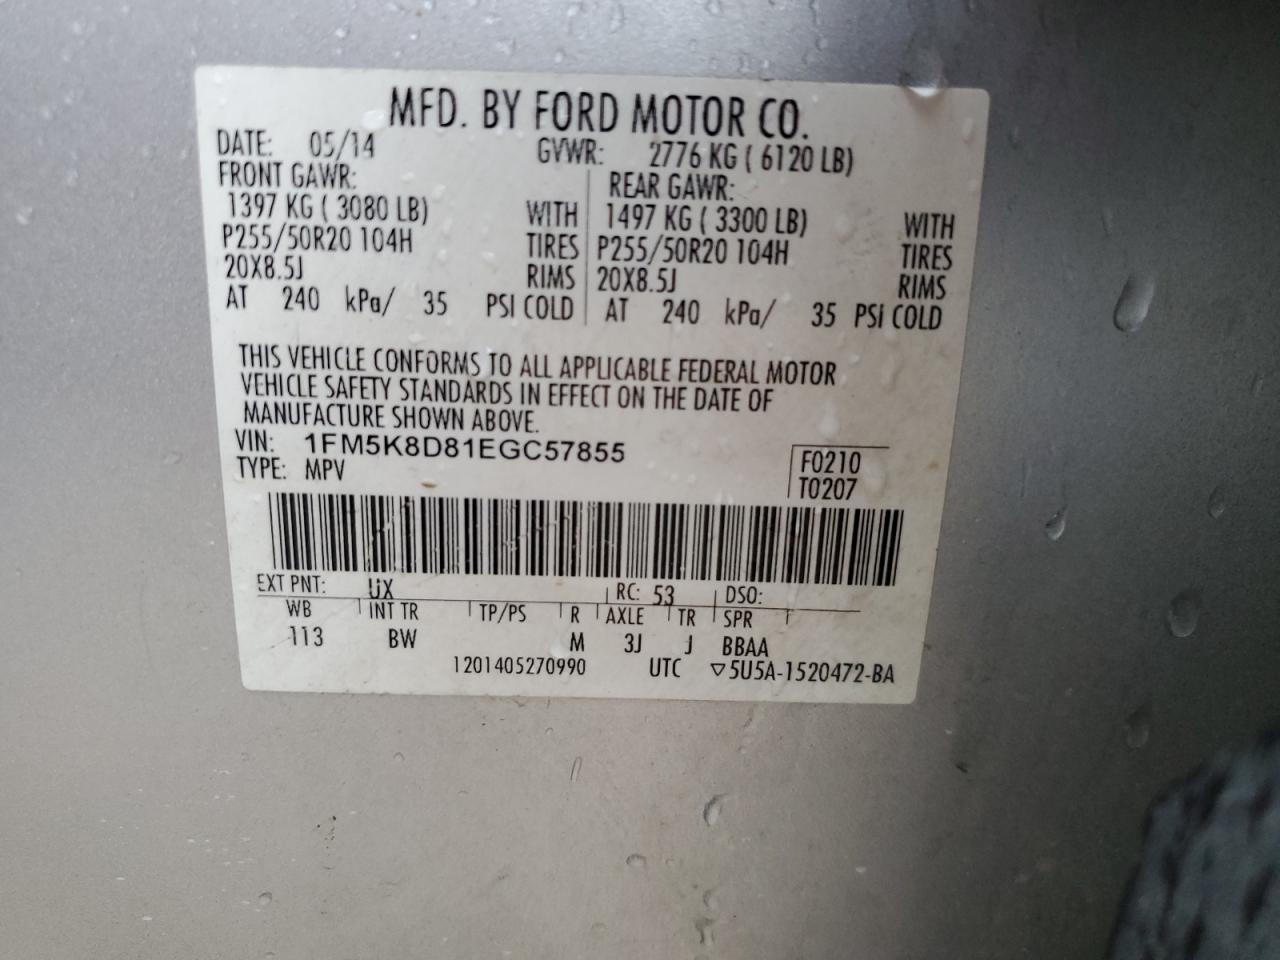 MFD. BY FORD MOTOR CO.
DATE: 05/14 GVWR: 2776 KG ( 6120 LB)
FRONT GAWR: REAR GAWR:
1397 KG ( 3080 LB) WITH 1497 KG ( 3300 LB) WITH
P255/50R20 104H TIRES P255/50R20 104H TIRES
20X8.5J RIMS 20X8.5J RIMS
AT 240 kPa/ 35 PSI COLD AT 240 kPa/ 35 PSI COLD
THIS VEHICLE CONFORMS TO ALL APPLICABLE FEDERAL MOTOR
VEHICLE SAFETY STANDARDS IN EFFECT ON THE DATE OF
MANUFACTURE SHOWN ABOVE.
VIN: 1FM5K8D81EGC57855 F0210
TYPE: MPV T0207
EXT PNT: UX RC: 53 DSO:
WB INT TR TP/PS R AXLE TR SPR
113 BW M 3J J BBAA
1201405270990 UTC ▽5U5A-1520472-BA